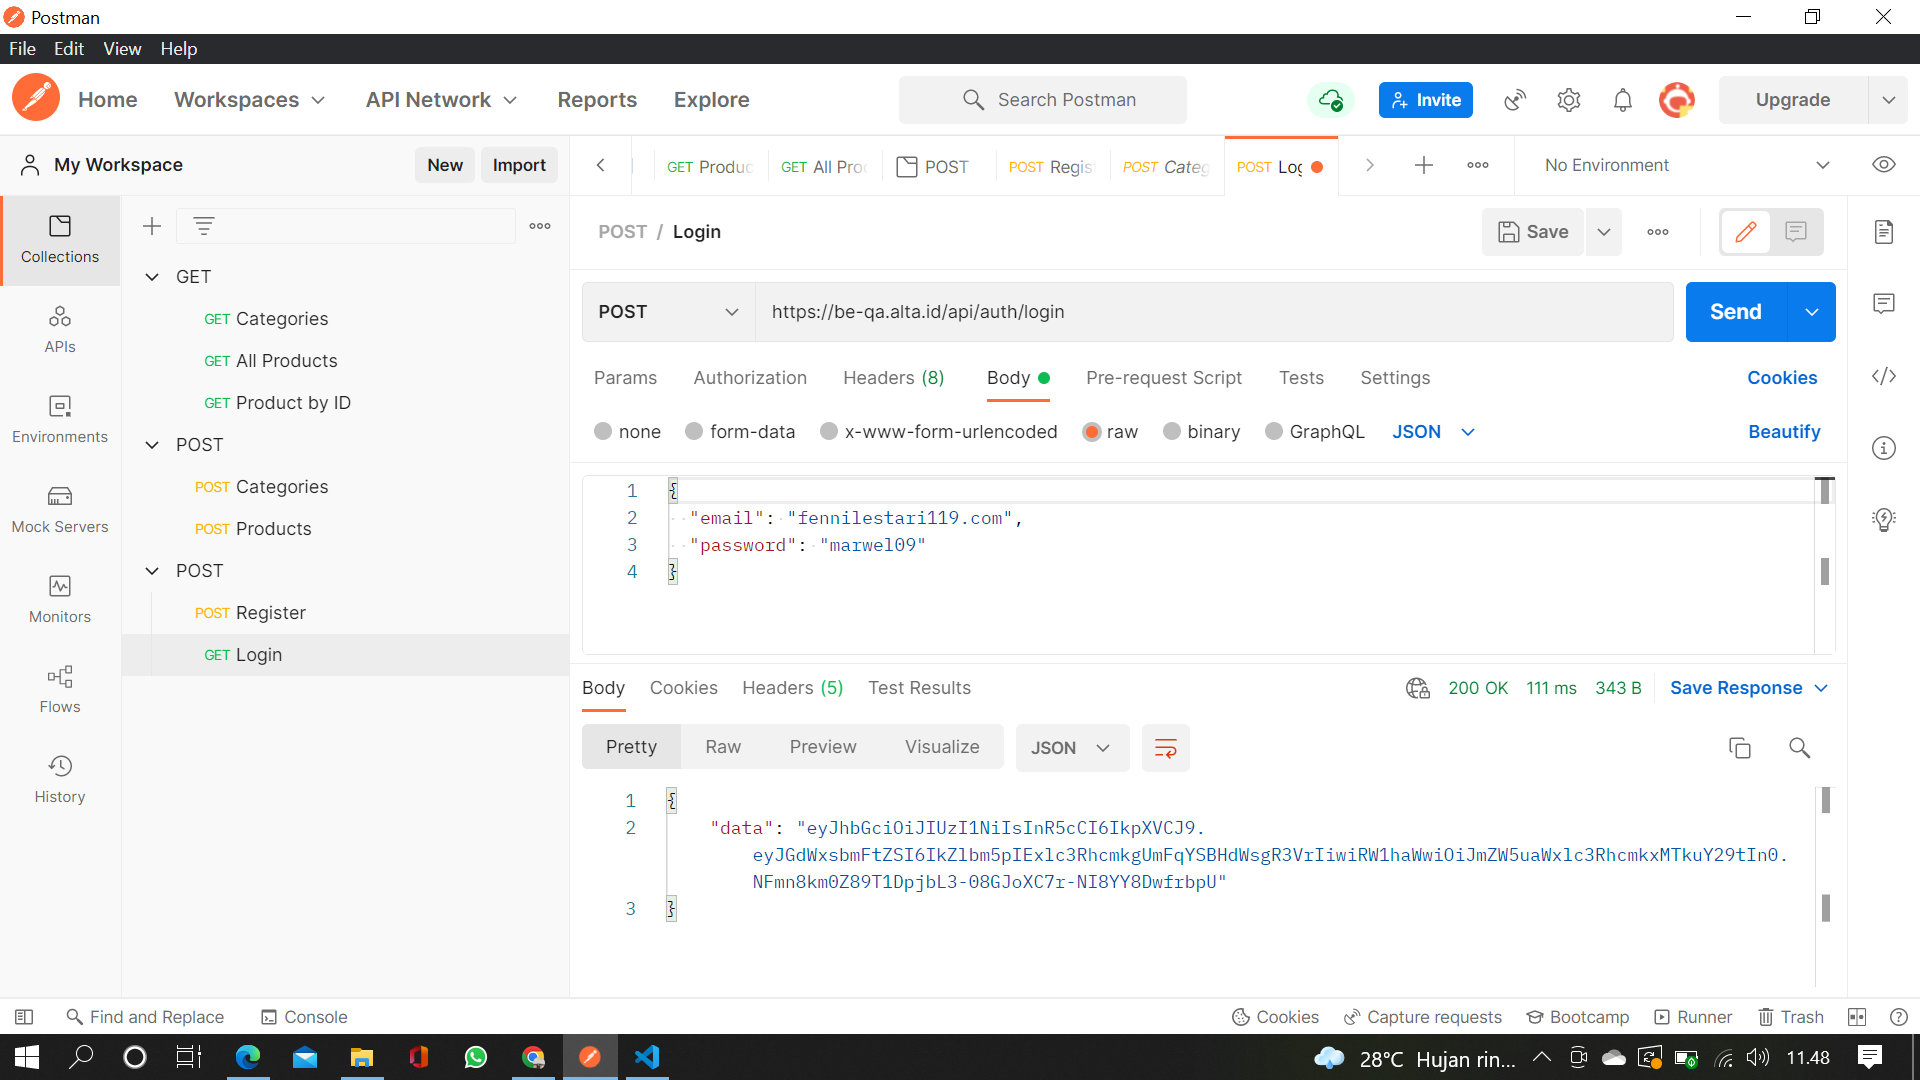 Postman
File Edit View Help
Home Workspaces API Network Reports Explore Search Postman Invite Upgrade
My Workspace New Import
GET Produc GET All Proc POST POST Regis POST Categ POST Log No Environment
POST / Login Save
Collections
APIs
Environments
Mock Servers
Monitors
Flows
History
GET
GET Categories
GET All Products
GET Product by ID
POST
POST Categories
POST Products
POST
POST Register
GET Login
POST https://be-qa.alta.id/api/auth/login Send
Params Authorization Headers (8) Body Pre-request Script Tests Settings Cookies
none form-data x-www-form-urlencoded raw binary GraphQL JSON Beautify
1 {
2 "email": "fennilestari119.com",
3 "password": "marwel09"
4 }
Body Cookies Headers (5) Test Results 200 OK 111 ms 343 B Save Response
Pretty Raw Preview Visualize JSON
1 {
2 "data": "eyJhbGciOiJIUzI1NiIsInR5cCI6IkpXVCJ9.
eyJGdWxsbmFtZSI6IkZlbm5pIExlc3RhcmkgUmFqYSBHdWsgR3VrIiwiRW1haWwiOiJmZW5uaWxlc3RhcmkxMTkuY29tIn0.
NFmn8km0Z89T1DpjbL3-08GJoXC7r-NI8YY8DwfrbpU"
3 }
Find and Replace Console Cookies Capture requests Bootcamp Runner Trash
28°C Hujan rin... 11.48